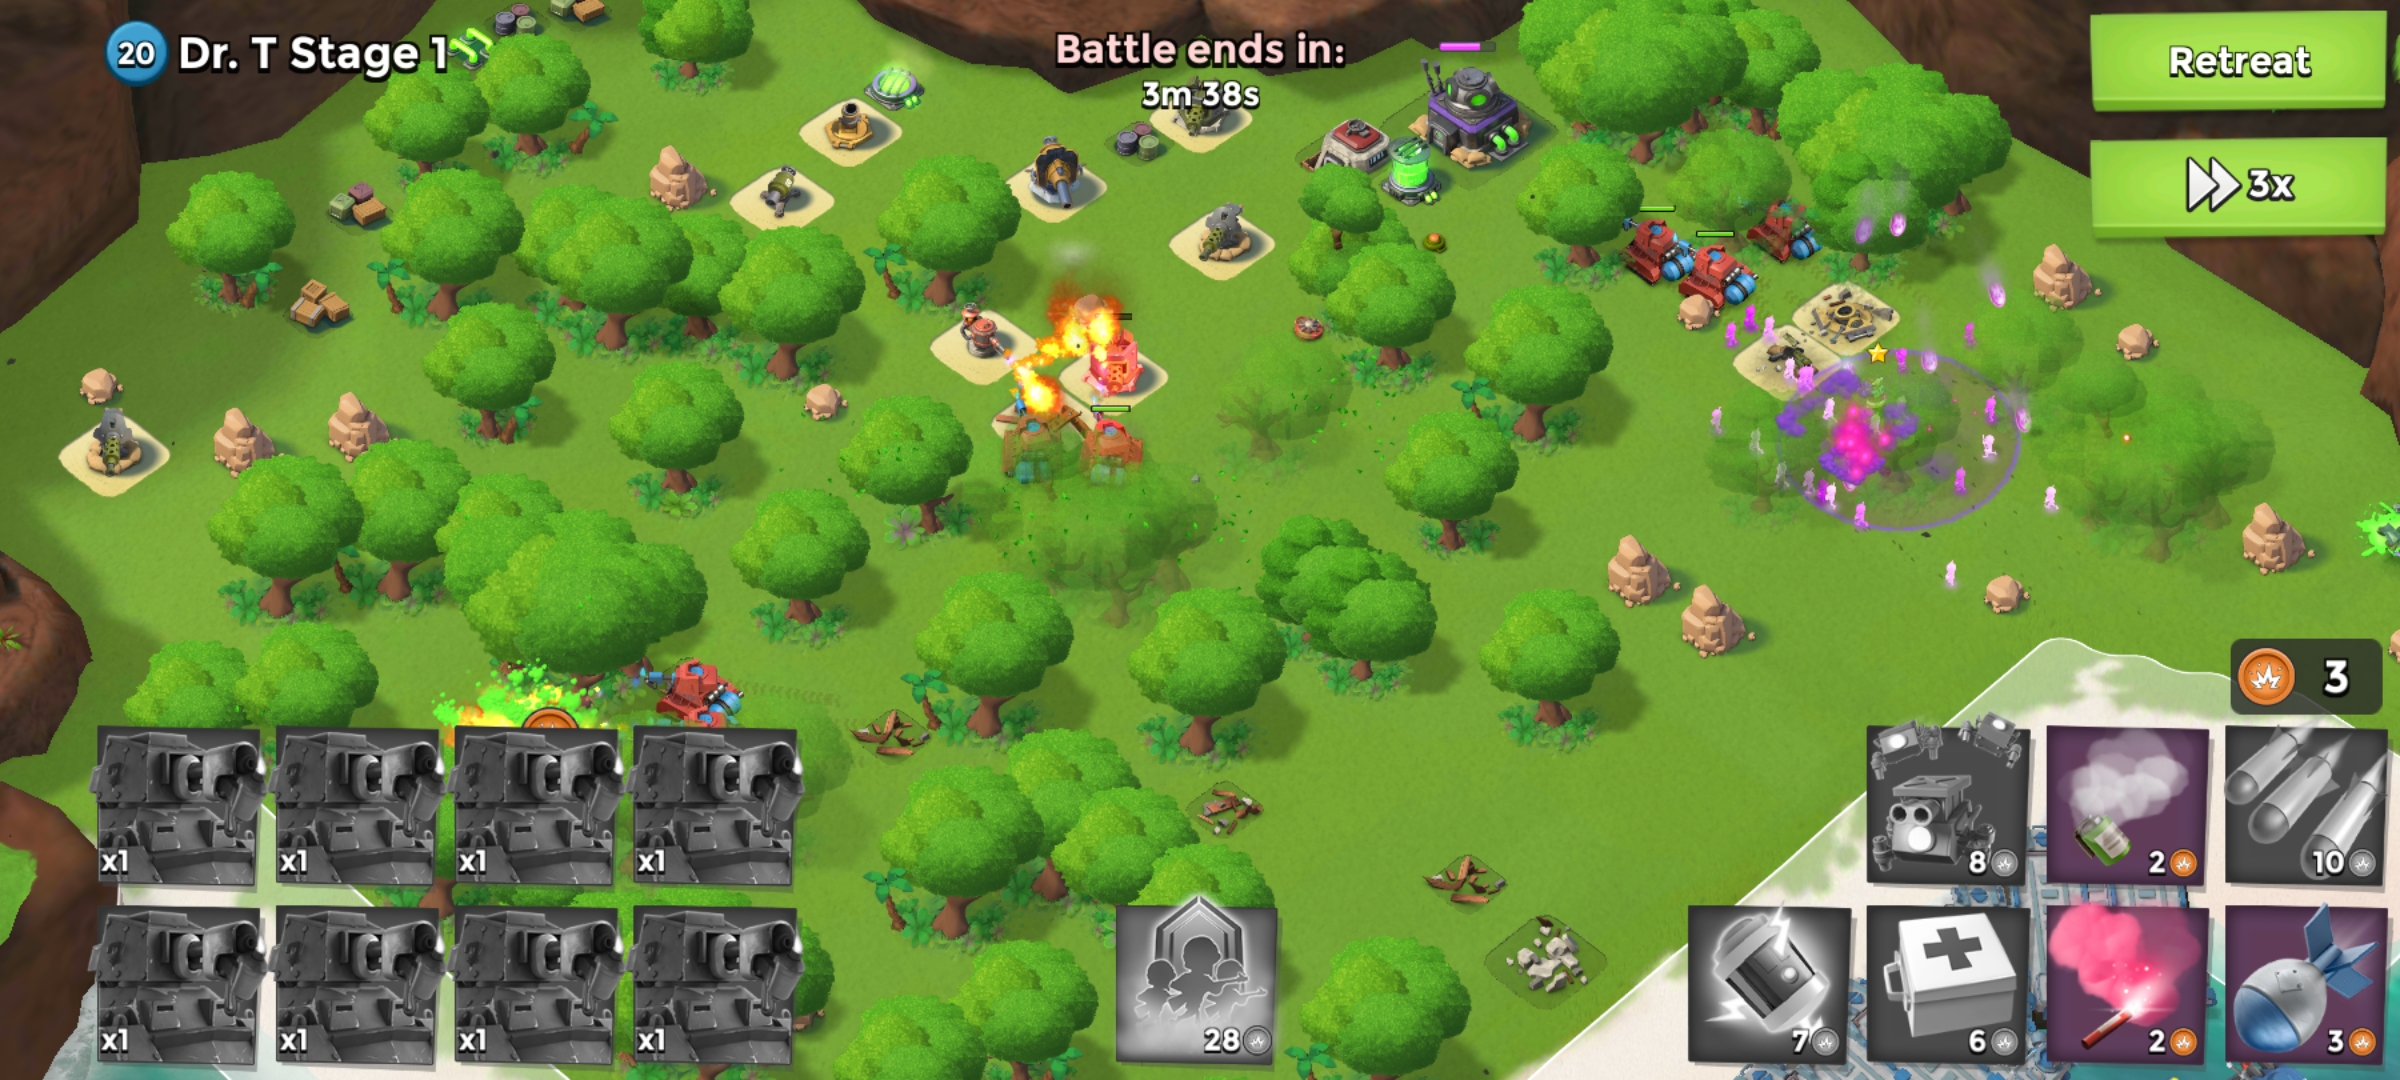 20 Dr. T Stage 1
Battle ends in:
3m 38s
Retreat
3x
3
x1 x1 x1 x1
8 2 10
x1 x1 x1 x1
28
7 6 2 3